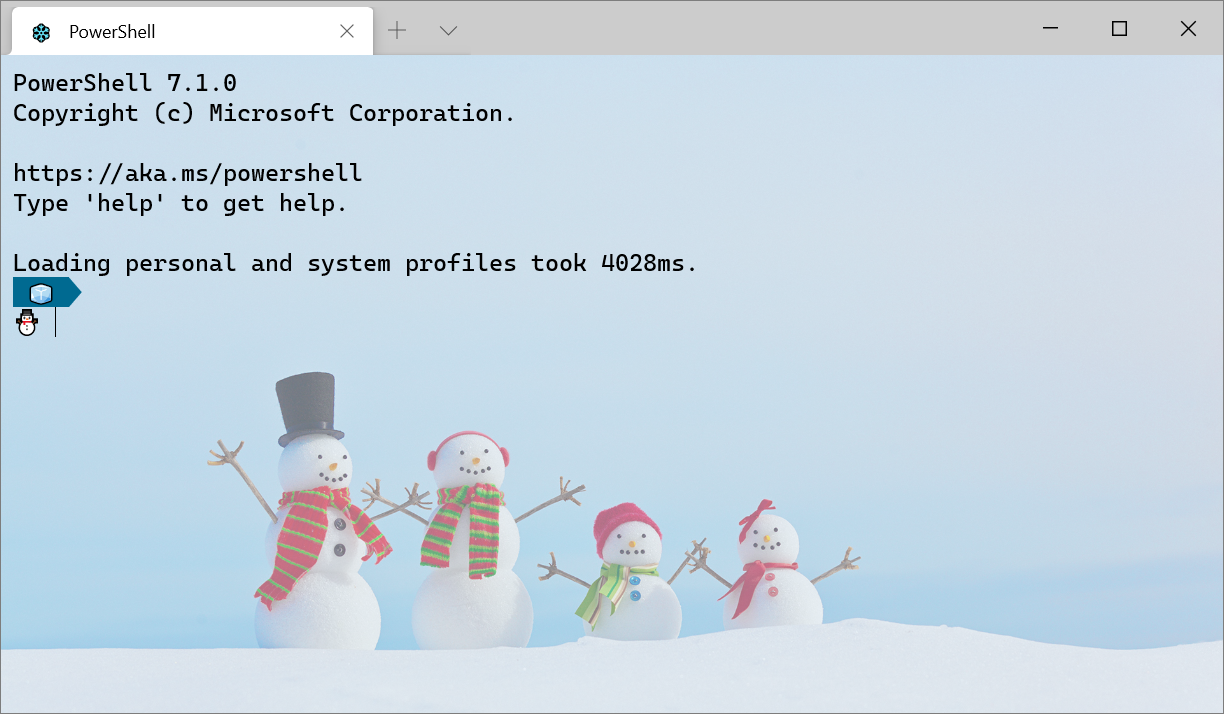 PowerShell
PowerShell 7.1.0
Copyright (c) Microsoft Corporation.
https://aka.ms/powershell
Type 'help' to get help.
Loading personal and system profiles took 4028ms.